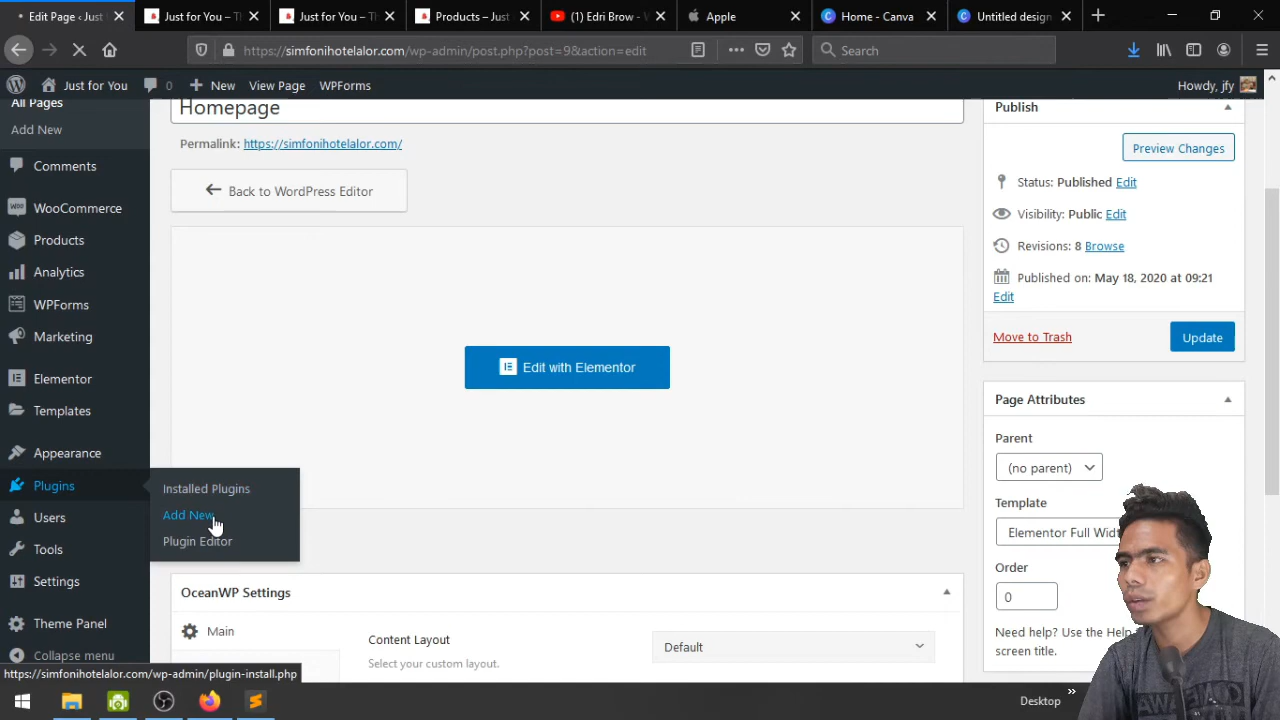 Edit Page ‹ Just f
Just for You – T
Just for You – T
Products – Just
(1) Edri Brow -
Apple
Home - Canva
Untitled design
https://simfonihotelalor.com/wp-admin/post.php?post=9&action=edit
Search
Just for You
0
New
View Page
WPForms
Howdy, jfy
All Pages
Add New
Comments
WooCommerce
Products
Analytics
WPForms
Marketing
Elementor
Templates
Appearance
Plugins
Users
Tools
Settings
Theme Panel
Collapse menu
Installed Plugins
Add New
Plugin Editor
Homepage
Permalink: https://simfonihotelalor.com/
Back to WordPress Editor
Edit with Elementor
OceanWP Settings
Main
Content Layout
Select your custom layout.
Default
Publish
Preview Changes
Status: Published Edit
Visibility: Public Edit
Revisions: 8 Browse
Published on: May 18, 2020 at 09:21
Edit
Move to Trash
Update
Page Attributes
Parent
(no parent)
Template
Elementor Full Widt
Order
0
Need help? Use the Help
screen title.
https://simfonihotelalor.com/wp-admin/plugin-install.php
Desktop